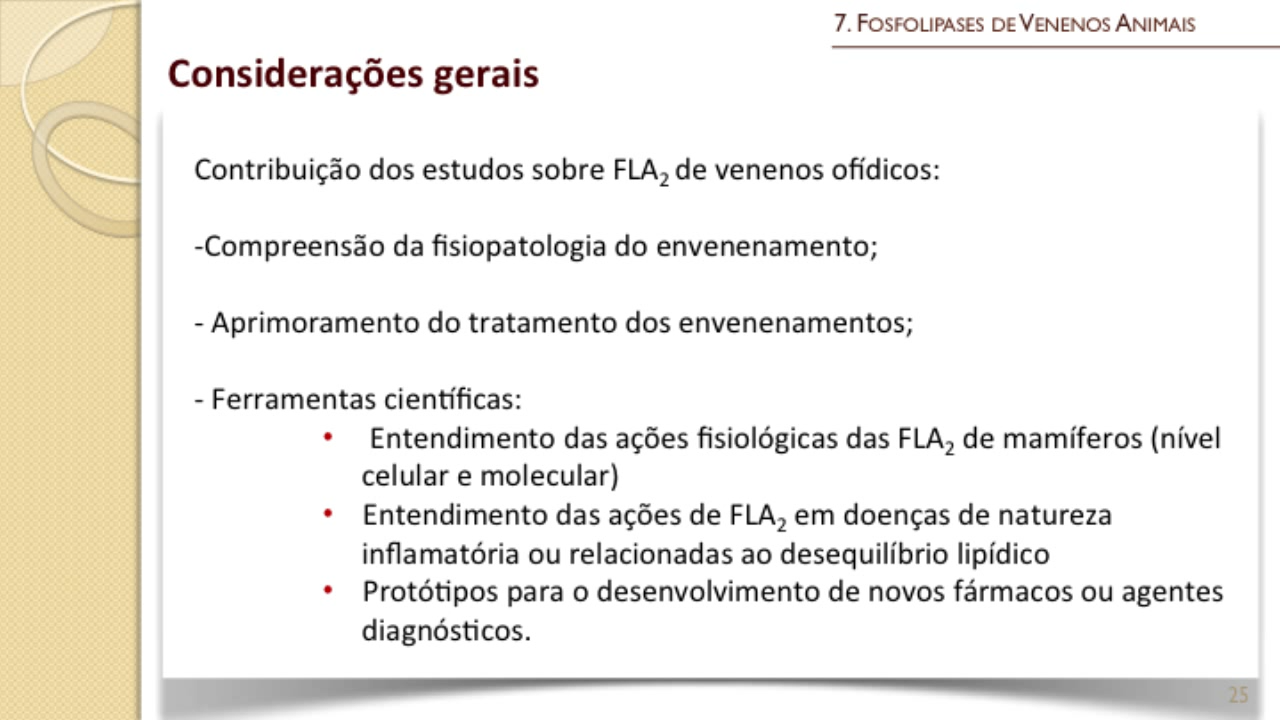 7. Fosfolipases de Venenos Animais
Considerações gerais
Contribuição dos estudos sobre FLA₂ de venenos ofídicos:
-Compreensão da fisiopatologia do envenenamento;
- Aprimoramento do tratamento dos envenenamentos;
- Ferramentas científicas:
• Entendimento das ações fisiológicas das FLA₂ de mamíferos (nível
celular e molecular)
• Entendimento das ações de FLA₂ em doenças de natureza
inflamatória ou relacionadas ao desequilíbrio lipídico
• Protótipos para o desenvolvimento de novos fármacos ou agentes
diagnósticos.
25